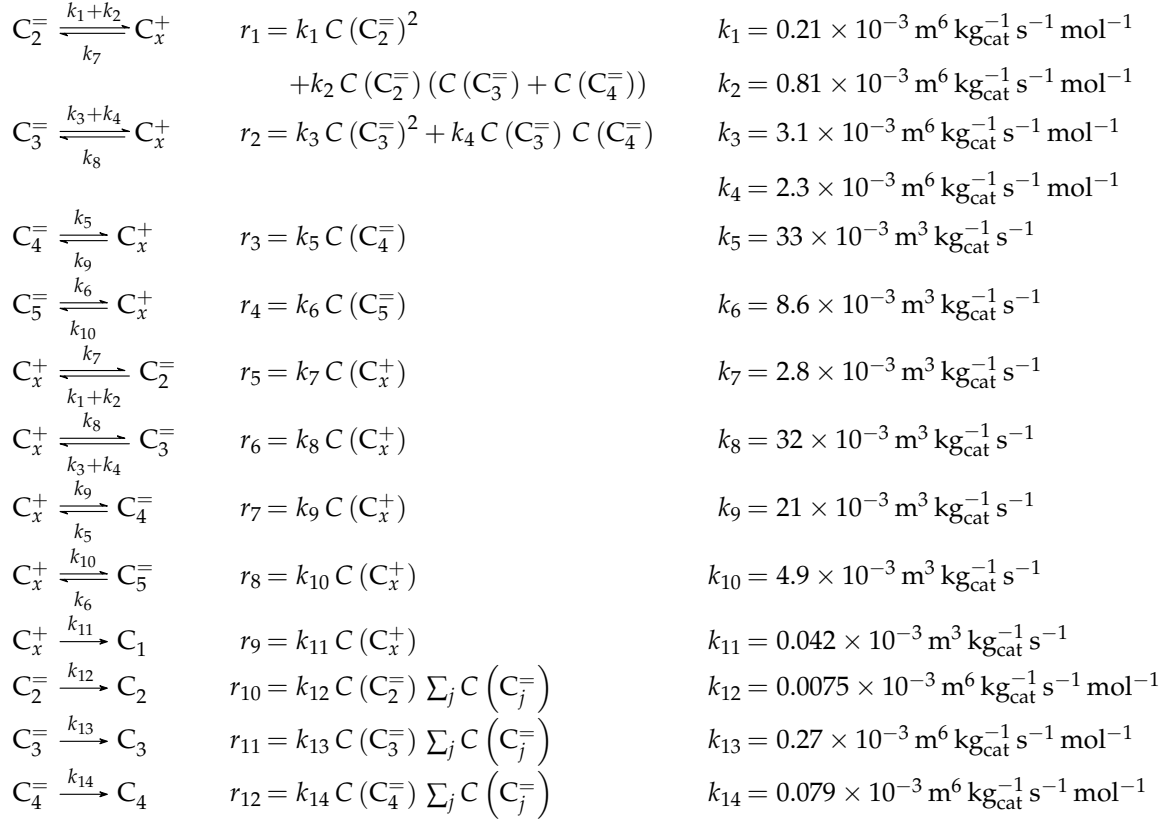 C₂⁼ ⇌ (k₁+k₂ / k₇) Cₓ⁺ r₁ = k₁ C (C₂⁼)² k₁ = 0.21 × 10⁻³ m⁶ kg_cat⁻¹ s⁻¹ mol⁻¹
+k₂ C (C₂⁼) (C (C₃⁼) + C (C₄⁼)) k₂ = 0.81 × 10⁻³ m⁶ kg_cat⁻¹ s⁻¹ mol⁻¹
C₃⁼ ⇌ (k₃+k₄ / k₈) Cₓ⁺ r₂ = k₃ C (C₃⁼)² + k₄ C (C₃⁼) C (C₄⁼) k₃ = 3.1 × 10⁻³ m⁶ kg_cat⁻¹ s⁻¹ mol⁻¹
k₄ = 2.3 × 10⁻³ m⁶ kg_cat⁻¹ s⁻¹ mol⁻¹
C₄⁼ ⇌ (k₅ / k₉) Cₓ⁺ r₃ = k₅ C (C₄⁼) k₅ = 33 × 10⁻³ m³ kg_cat⁻¹ s⁻¹
C₅⁼ ⇌ (k₆ / k₁₀) Cₓ⁺ r₄ = k₆ C (C₅⁼) k₆ = 8.6 × 10⁻³ m³ kg_cat⁻¹ s⁻¹
Cₓ⁺ ⇌ (k₇ / k₁+k₂) C₂⁼ r₅ = k₇ C (Cₓ⁺) k₇ = 2.8 × 10⁻³ m³ kg_cat⁻¹ s⁻¹
Cₓ⁺ ⇌ (k₈ / k₃+k₄) C₃⁼ r₆ = k₈ C (Cₓ⁺) k₈ = 32 × 10⁻³ m³ kg_cat⁻¹ s⁻¹
Cₓ⁺ ⇌ (k₉ / k₅) C₄⁼ r₇ = k₉ C (Cₓ⁺) k₉ = 21 × 10⁻³ m³ kg_cat⁻¹ s⁻¹
Cₓ⁺ ⇌ (k₁₀ / k₆) C₅⁼ r₈ = k₁₀ C (Cₓ⁺) k₁₀ = 4.9 × 10⁻³ m³ kg_cat⁻¹ s⁻¹
Cₓ⁺ → (k₁₁) C₁ r₉ = k₁₁ C (Cₓ⁺) k₁₁ = 0.042 × 10⁻³ m³ kg_cat⁻¹ s⁻¹
C₂⁼ → (k₁₂) C₂ r₁₀ = k₁₂ C (C₂⁼) ∑ⱼ C (Cⱼ⁼) k₁₂ = 0.0075 × 10⁻³ m⁶ kg_cat⁻¹ s⁻¹ mol⁻¹
C₃⁼ → (k₁₃) C₃ r₁₁ = k₁₃ C (C₃⁼) ∑ⱼ C (Cⱼ⁼) k₁₃ = 0.27 × 10⁻³ m⁶ kg_cat⁻¹ s⁻¹ mol⁻¹
C₄⁼ → (k₁₄) C₄ r₁₂ = k₁₄ C (C₄⁼) ∑ⱼ C (Cⱼ⁼) k₁₄ = 0.079 × 10⁻³ m⁶ kg_cat⁻¹ s⁻¹ mol⁻¹